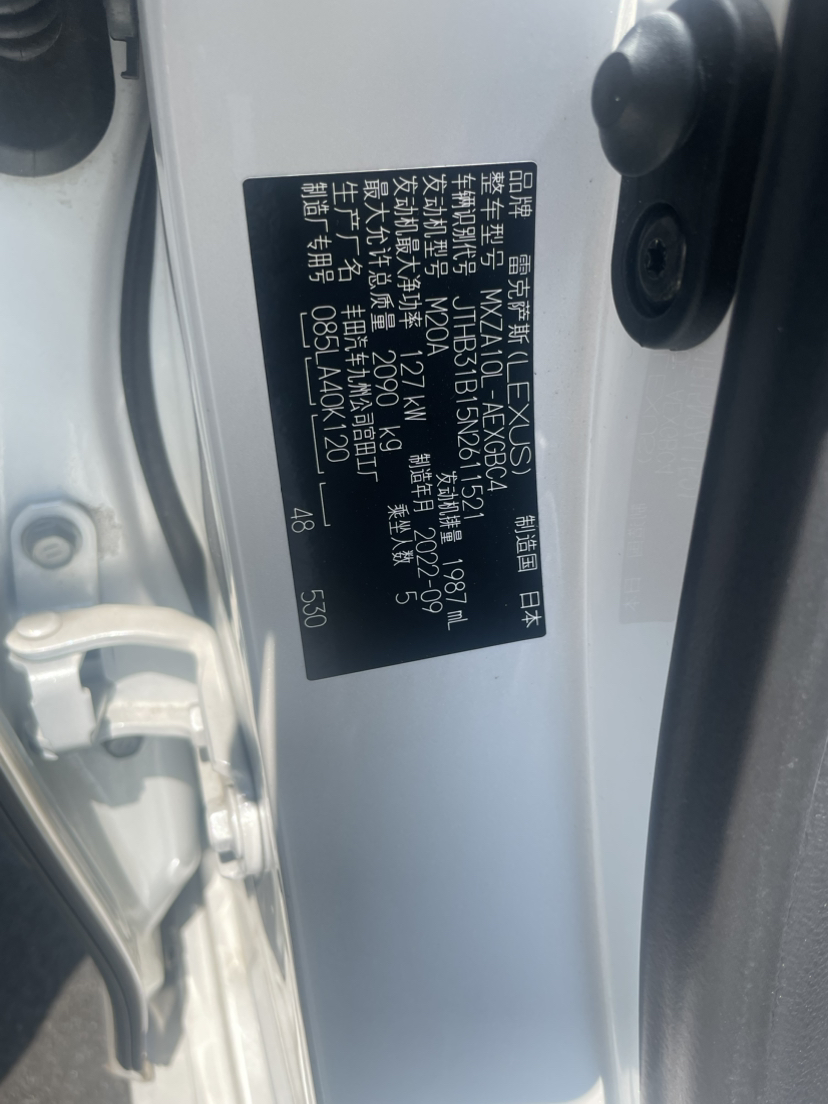 品牌 雷克萨斯(LEXUS) 制造国 日本
整车型号 MXZA10L-AEXGBC4
车辆识别代号 JTHB31B15N2611521
发动机型号 M20A 发动机排量 1987 mL
发动机最大净功率 127 kW 制造年月 2022-09
最大允许总质量 2090 kg 乘坐人数 5
生产厂名 丰田汽车九州公司宫田工厂
制造厂专用号 085LA40K120 48 530